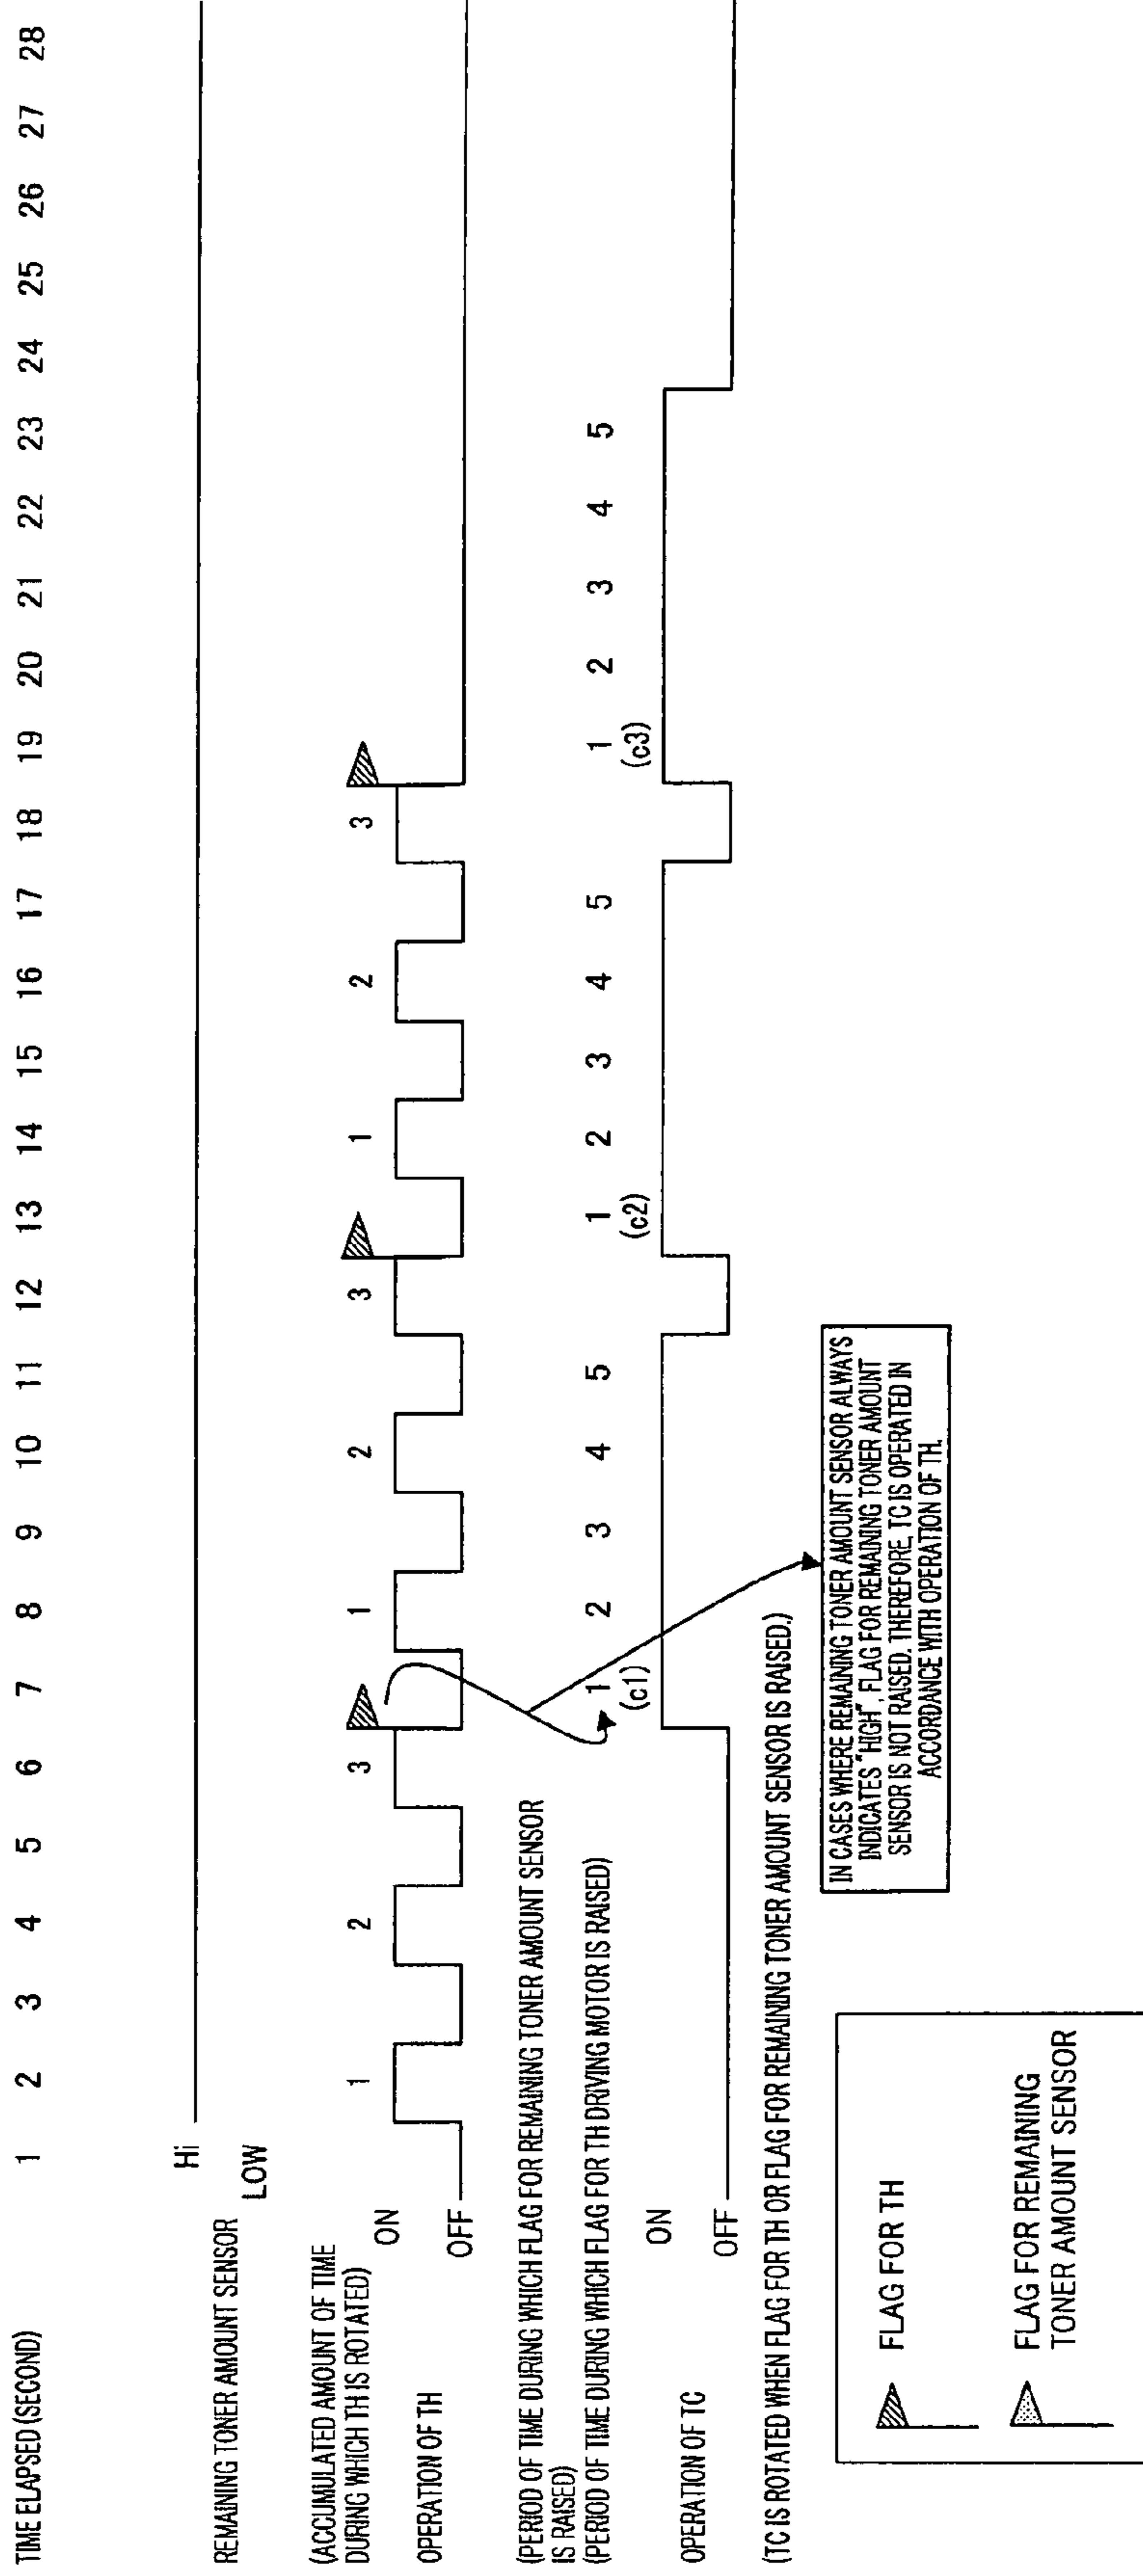 TIME ELAPSED (SECOND) 1 2 3 4 5 6 7 8 9 10 11 12 13 14 15 16 17 18 19 20 21 22 23 24 25 26 27 28
REMAINING TONER AMOUNT SENSOR
Hi
LOW
(ACCUMULATED AMOUNT OF TIME
DURING WHICH TH IS ROTATED)
1 2 3 1 2 3 1 2 3
OPERATION OF TH
ON
OFF
(PERIOD OF TIME DURING WHICH FLAG FOR REMAINING TONER AMOUNT SENSOR
IS RAISED)
(PERIOD OF TIME DURING WHICH FLAG FOR TH DRIVING MOTOR IS RAISED)
1 2 3 4 5 1 2 3 4 5 1 2 3 4 5
(c1) (c2) (c3)
OPERATION OF TC
ON
OFF
(TC IS ROTATED WHEN FLAG FOR TH OR FLAG FOR REMAINING TONER AMOUNT SENSOR IS RAISED.)
IN CASES WHERE REMAINING TONER AMOUNT SENSOR ALWAYS
INDICATES "HIGH", FLAG FOR REMAINING TONER AMOUNT
SENSOR IS NOT RAISED. THEREFORE, TC IS OPERATED IN
ACCORDANCE WITH OPERATION OF TH.
FLAG FOR TH
FLAG FOR REMAINING
TONER AMOUNT SENSOR